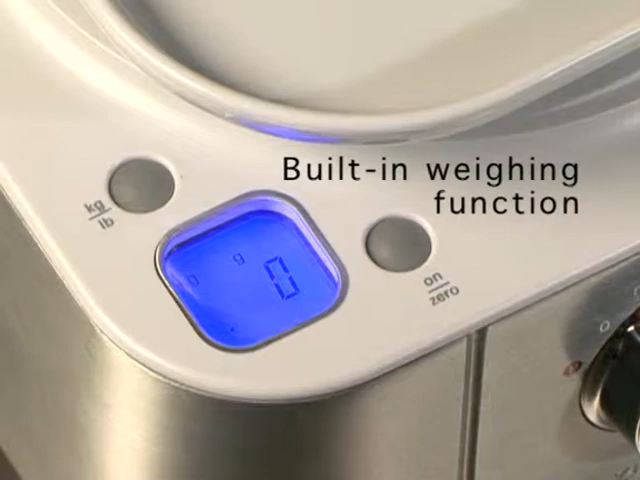 Built-in weighing
function
kg
lb
g
0
on
zero